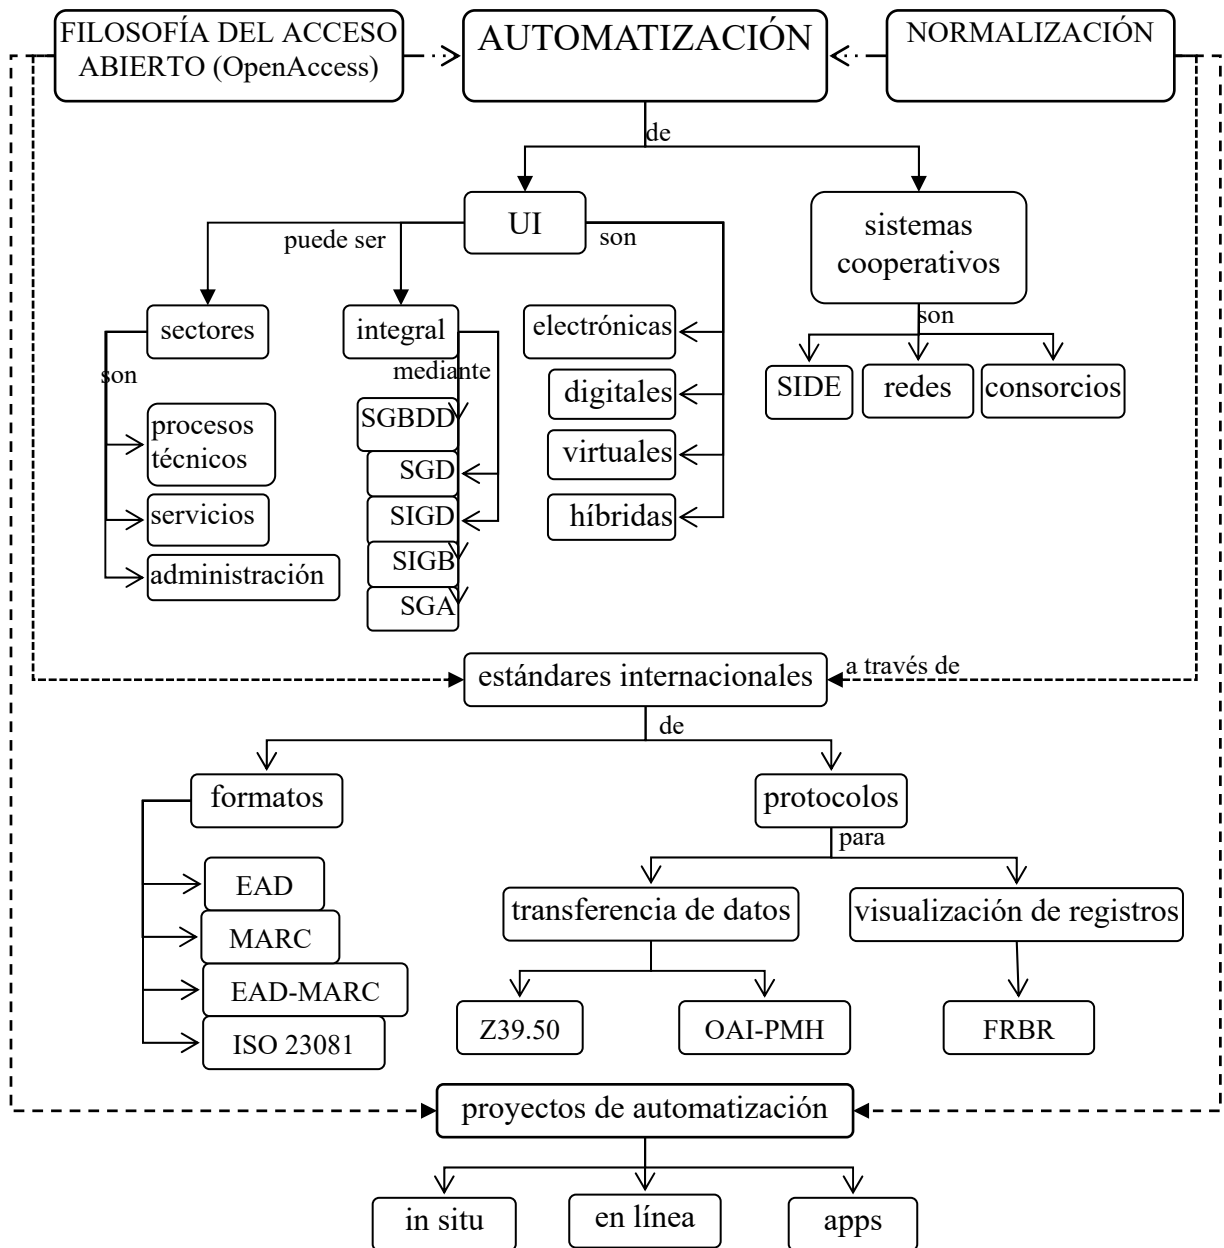 FILOSOFÍA DEL ACCESO
ABIERTO (OpenAccess)
AUTOMATIZACIÓN
NORMALIZACIÓN
de
UI
sistemas
cooperativos
puede ser
son
sectores
integral
electrónicas
son
SIDE
redes
consorcios
son
mediante
digitales
procesos
técnicos
SGBDD
virtuales
SGD
servicios
SIGD
híbridas
SIGB
administración
SGA
estándares internacionales
a través de
de
formatos
protocolos
para
EAD
transferencia de datos
visualización de registros
MARC
EAD-MARC
ISO 23081
Z39.50
OAI-PMH
FRBR
proyectos de automatización
in situ
en línea
apps